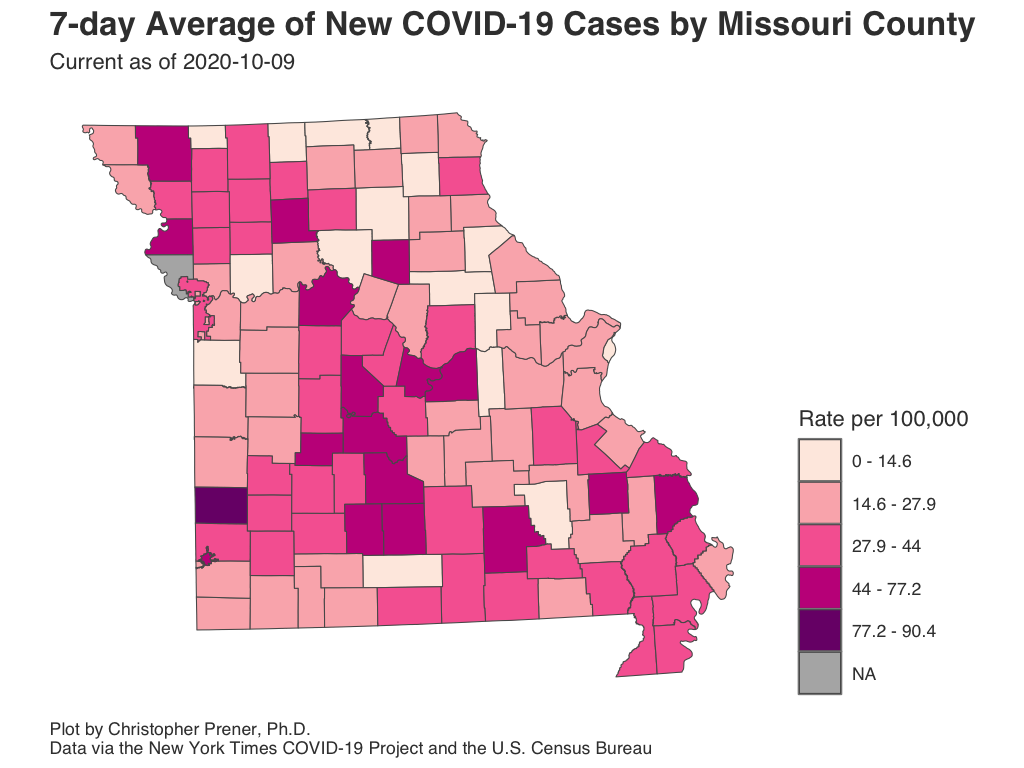 7-day Average of New COVID-19 Cases by Missouri County
Current as of 2020-10-09
Rate per 100,000
0 - 14.6
14.6 - 27.9
27.9 - 44
44 - 77.2
77.2 - 90.4
NA
Plot by Christopher Prener, Ph.D.
Data via the New York Times COVID-19 Project and the U.S. Census Bureau